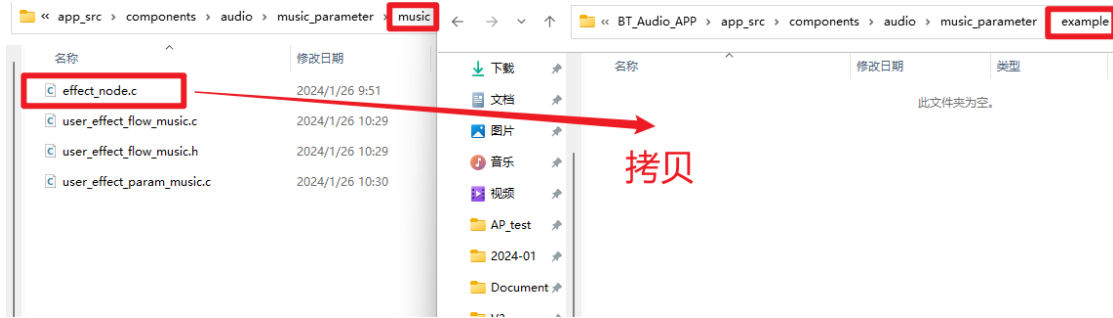 « app_src › components › audio › music_parameter › music
名称 修改日期
effect_node.c 2024/1/26 9:51
user_effect_flow_music.c 2024/1/26 10:29
user_effect_flow_music.h 2024/1/26 10:29
user_effect_param_music.c 2024/1/26 10:30
« BT_Audio_APP › app_src › components › audio › music_parameter › example
下载
文档
图片
音乐
视频
AP_test
2024-01
Document
名称 修改日期 类型
此文件夹为空。
拷贝